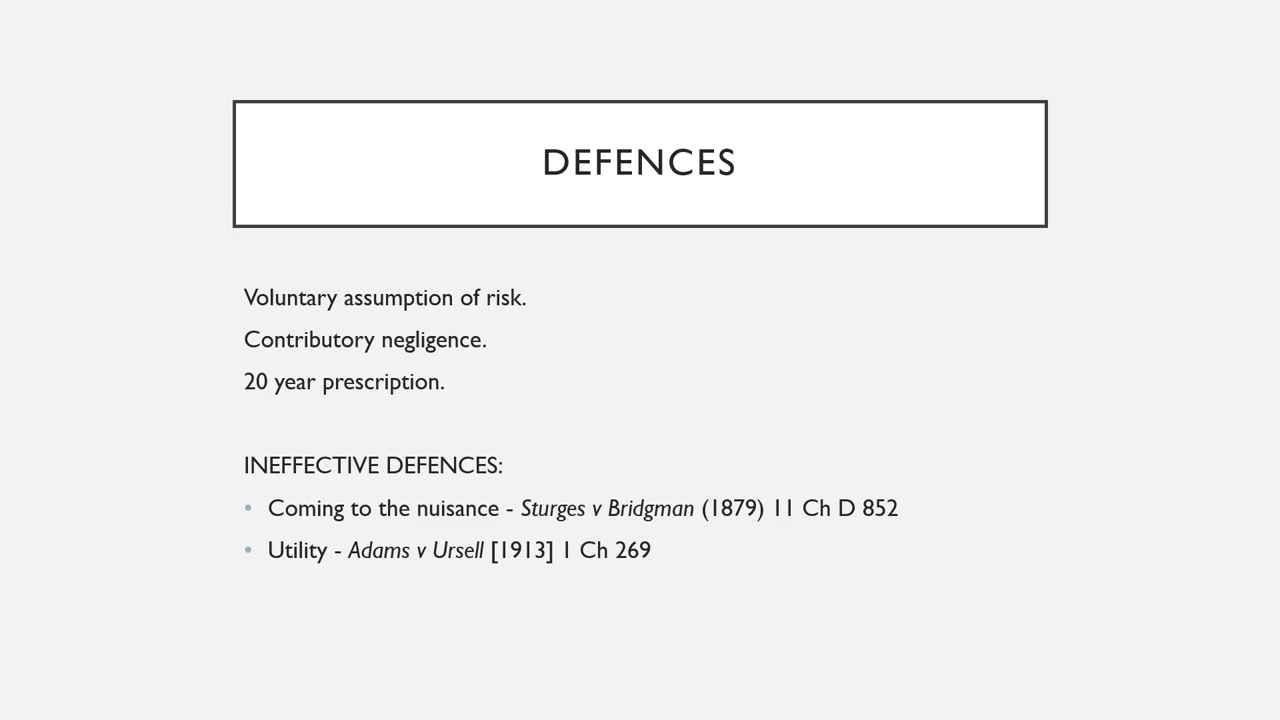 DEFENCES
Voluntary assumption of risk.
Contributory negligence.
20 year prescription.
INEFFECTIVE DEFENCES:
• Coming to the nuisance - Sturges v Bridgman (1879) 11 Ch D 852
• Utility - Adams v Ursell [1913] 1 Ch 269